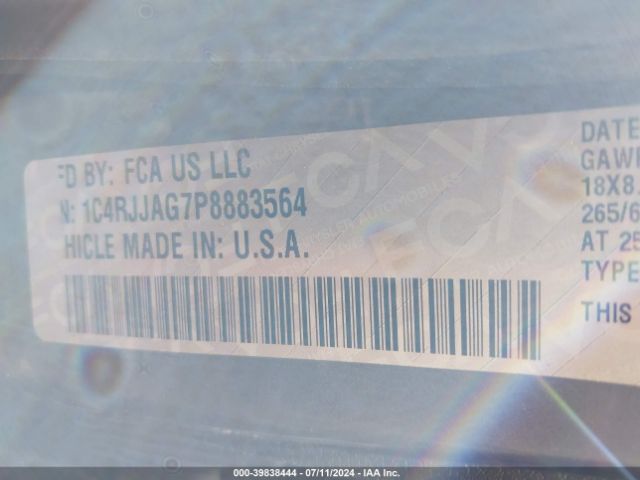 FD BY: FCA US LLC
N: 1C4RJJAG7P8883564
HICLE MADE IN: U.S.A.
DATE
GAWR
18X8
265/6
AT 25
TYPE
THIS
000-39838444 - 07/11/2024 - IAA Inc.